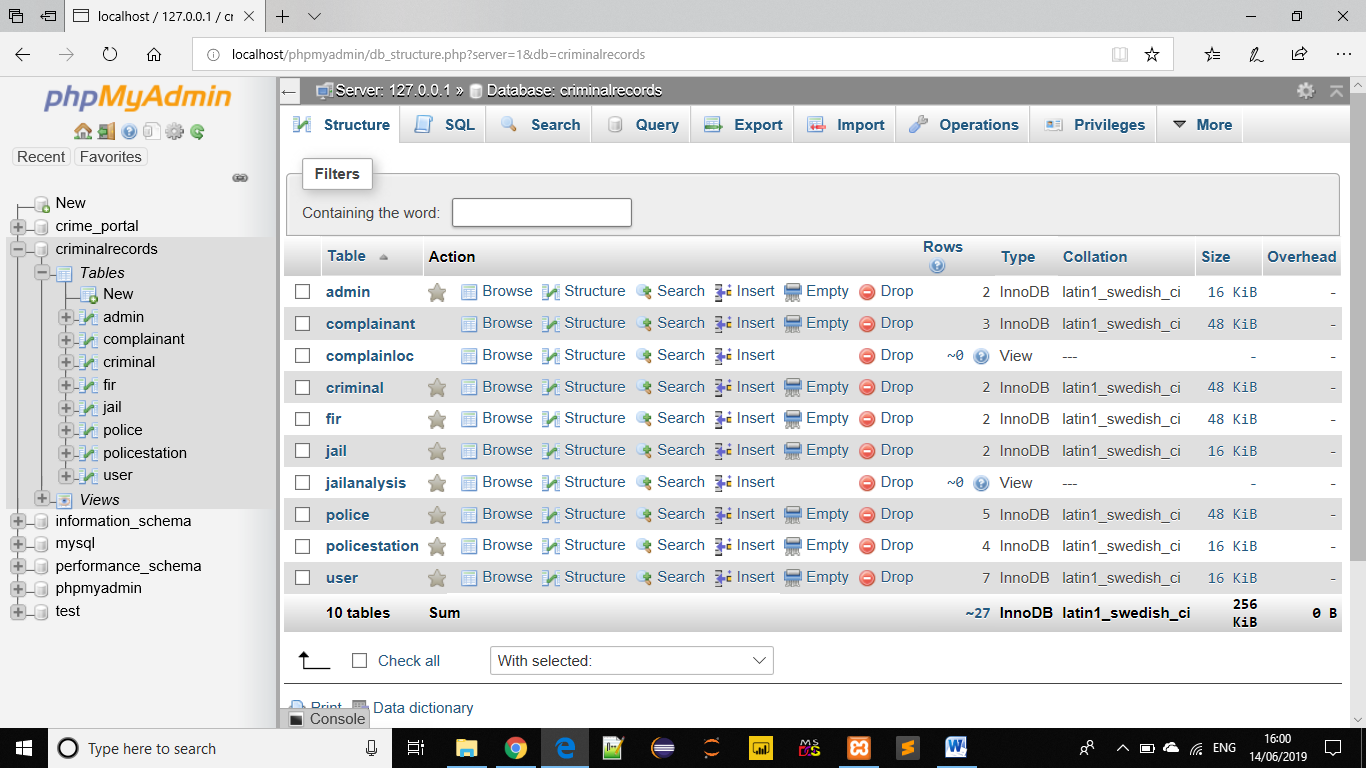 localhost / 127.0.0.1 / cr
localhost/phpmyadmin/db_structure.php?server=1&db=criminalrecords
phpMyAdmin
Recent Favorites
New
crime_portal
criminalrecords
Tables
New
admin
complainant
criminal
fir
jail
police
policestation
user
Views
information_schema
mysql
performance_schema
phpmyadmin
test
Server: 127.0.0.1 » Database: criminalrecords
Structure SQL Search Query Export Import Operations Privileges More
Filters
Containing the word:
Table Action Rows Type Collation Size Overhead
admin Browse Structure Search Insert Empty Drop 2 InnoDB latin1_swedish_ci 16 KiB -
complainant Browse Structure Search Insert Empty Drop 3 InnoDB latin1_swedish_ci 48 KiB -
complainloc Browse Structure Search Insert Drop ~0 View --- - -
criminal Browse Structure Search Insert Empty Drop 2 InnoDB latin1_swedish_ci 48 KiB -
fir Browse Structure Search Insert Empty Drop 2 InnoDB latin1_swedish_ci 48 KiB -
jail Browse Structure Search Insert Empty Drop 2 InnoDB latin1_swedish_ci 16 KiB -
jailanalysis Browse Structure Search Insert Drop ~0 View --- - -
police Browse Structure Search Insert Empty Drop 5 InnoDB latin1_swedish_ci 48 KiB -
policestation Browse Structure Search Insert Empty Drop 4 InnoDB latin1_swedish_ci 16 KiB -
user Browse Structure Search Insert Empty Drop 7 InnoDB latin1_swedish_ci 16 KiB -
10 tables Sum ~27 InnoDB latin1_swedish_ci 256 KiB 0 B
Check all With selected:
Print Data dictionary
Console
Type here to search
ENG
16:00
14/06/2019